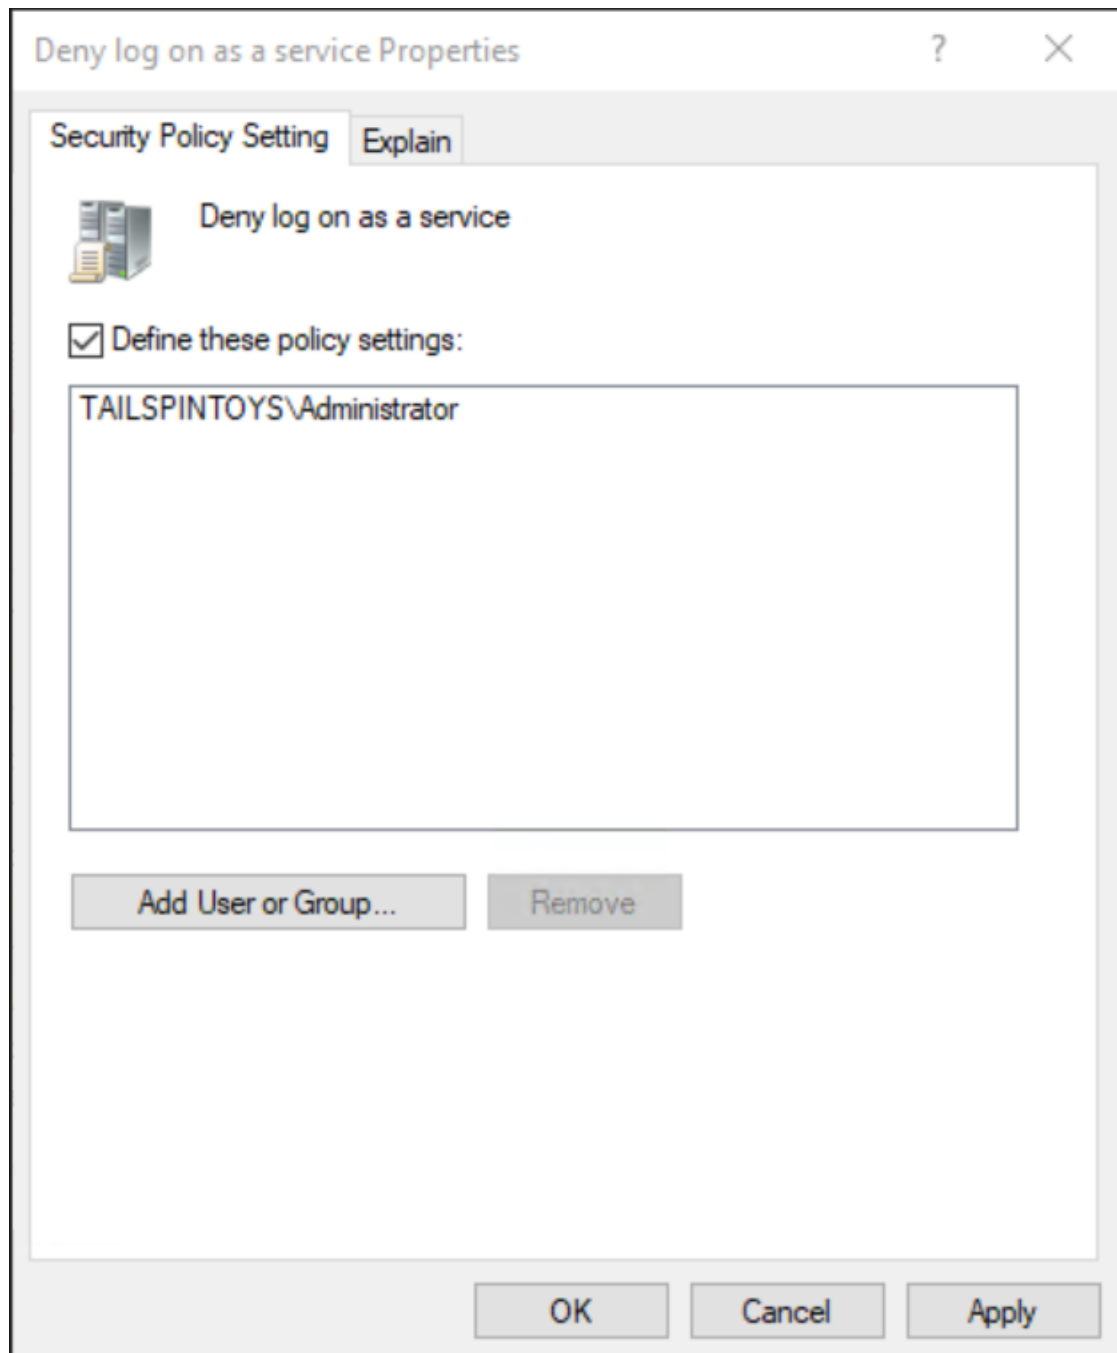 Deny log on as a service Properties
Security Policy Setting
Explain
Deny log on as a service
Define these policy settings:
TAILSPINTOYS\Administrator
Add User or Group...
Remove
OK
Cancel
Apply